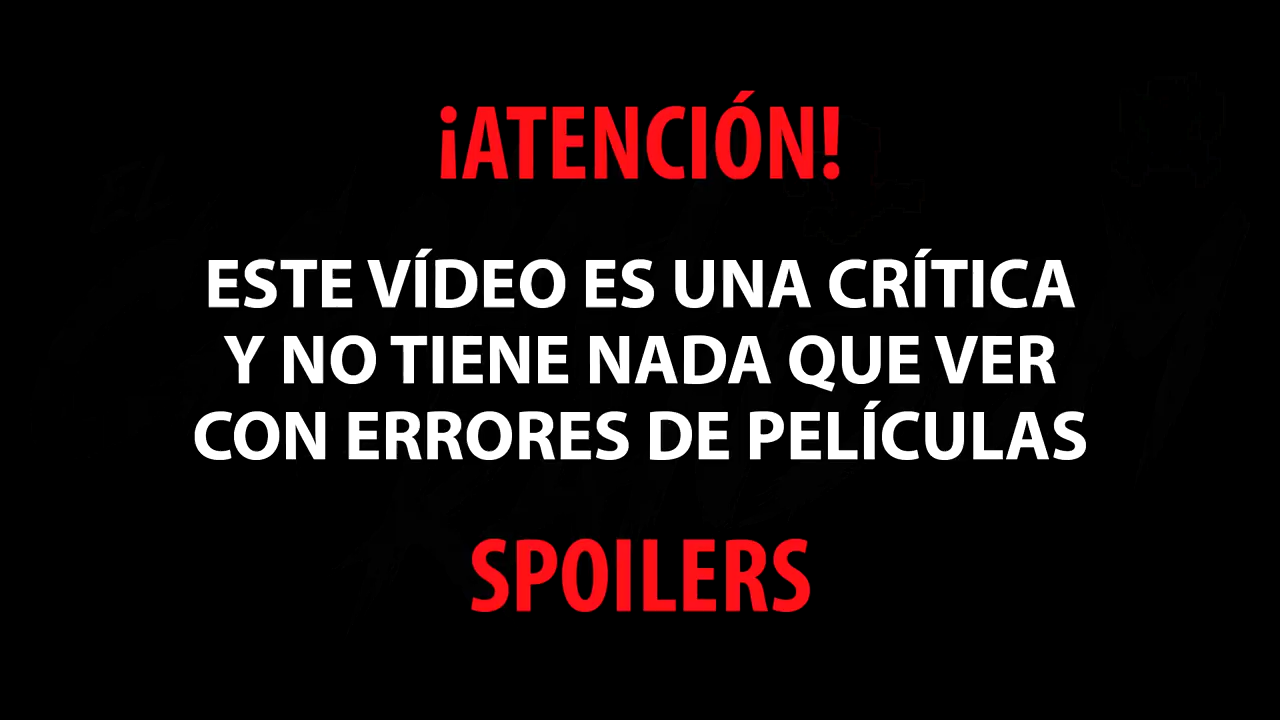 ¡ATENCIÓN!
ESTE VÍDEO ES UNA CRÍTICA
Y NO TIENE NADA QUE VER
CON ERRORES DE PELÍCULAS
SPOILERS